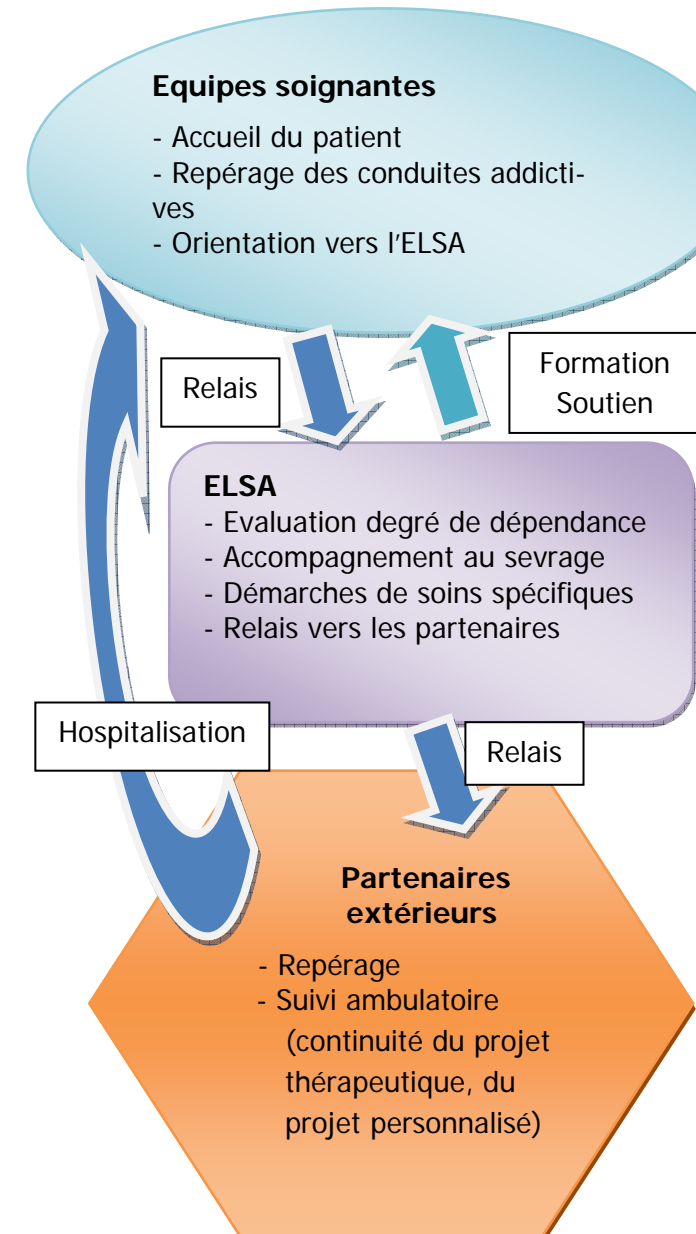 Equipes soignantes
- Accueil du patient
- Repérage des conduites addicti-
ves
- Orientation vers l'ELSA
Relais
Formation
Soutien
ELSA
- Evaluation degré de dépendance
- Accompagnement au sevrage
- Démarches de soins spécifiques
- Relais vers les partenaires
Hospitalisation
Relais
Partenaires
extérieurs
- Repérage
- Suivi ambulatoire
(continuité du projet
thérapeutique, du
projet personnalisé)